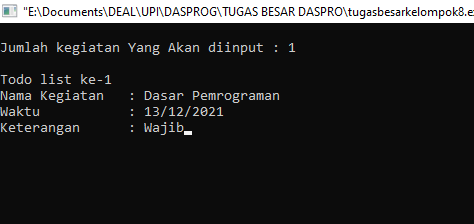 "E:\Documents\DEAL\UPI\DASPROG\TUGAS BESAR DASPRO\tugasbesarkelompok8.e
Jumlah kegiatan Yang Akan diinput : 1
Todo list ke-1
Nama Kegiatan : Dasar Pemrograman
Waktu : 13/12/2021
Keterangan : Wajib